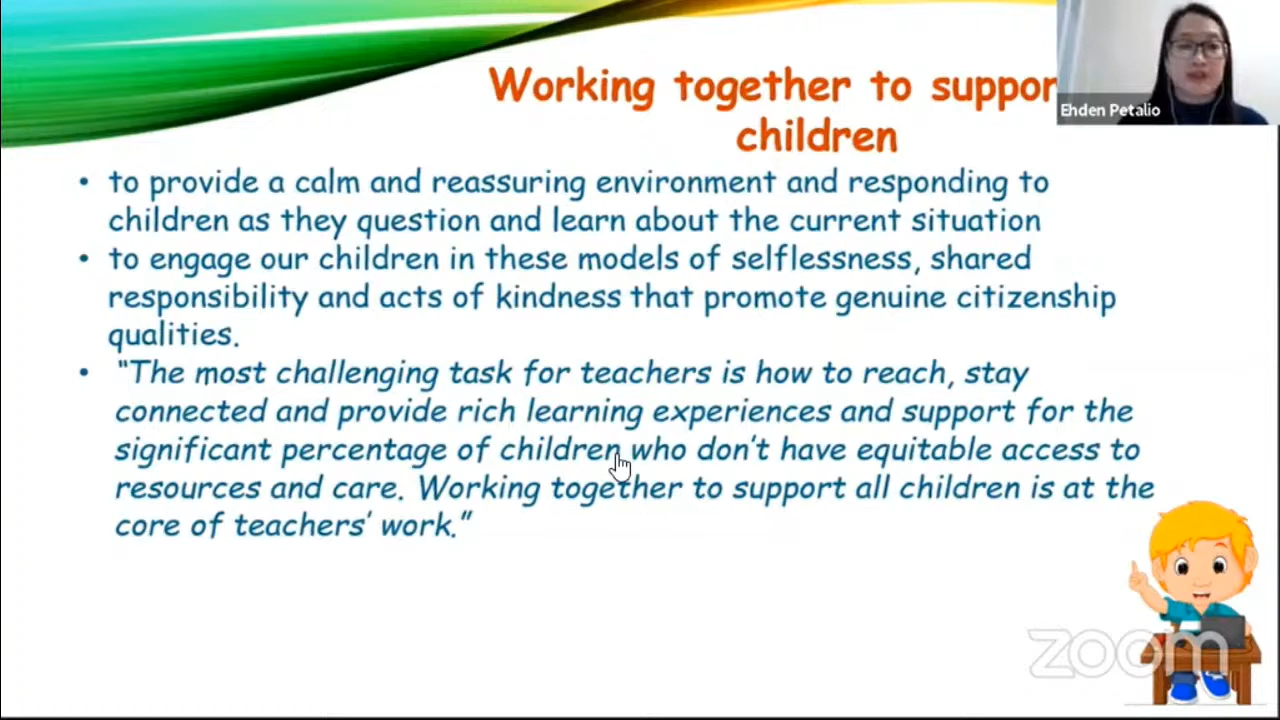 Working together to suppor
children
Ehden Petalio
• to provide a calm and reassuring environment and responding to
children as they question and learn about the current situation
• to engage our children in these models of selflessness, shared
responsibility and acts of kindness that promote genuine citizenship
qualities.
• "The most challenging task for teachers is how to reach, stay
connected and provide rich learning experiences and support for the
significant percentage of children who don't have equitable access to
resources and care. Working together to support all children is at the
core of teachers' work."
zoom